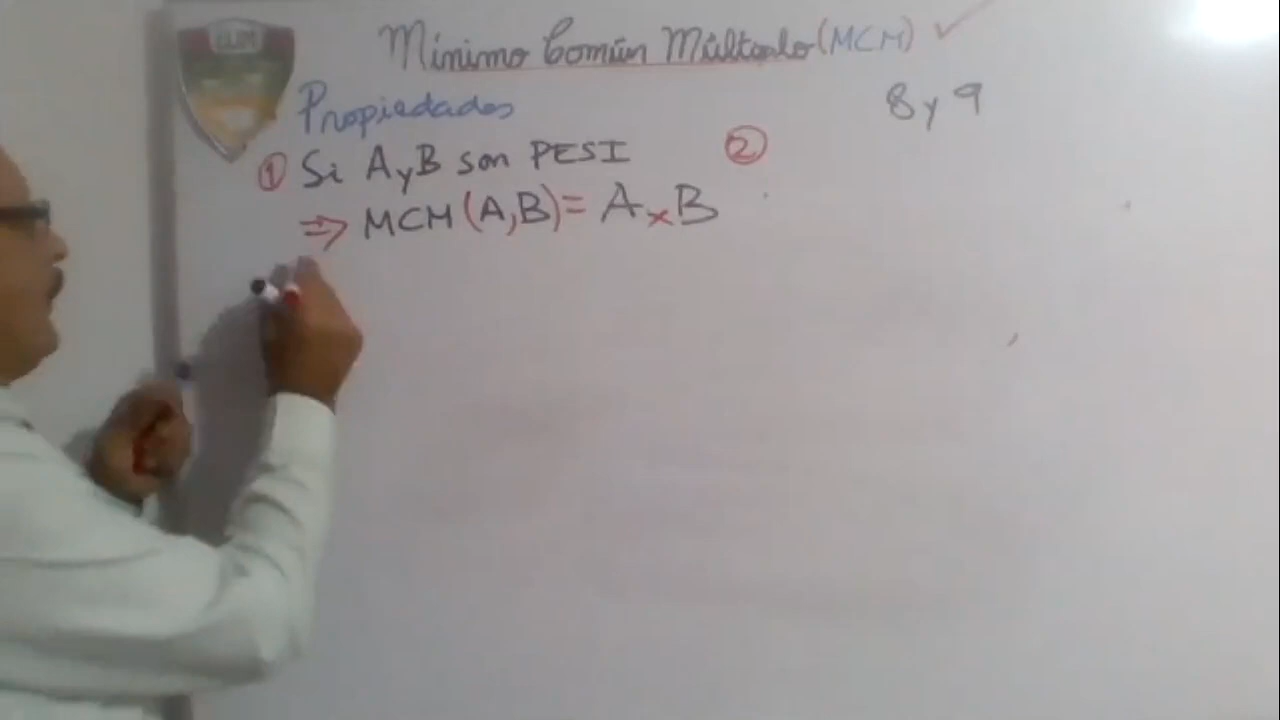 Mínimo Común Múltiplo (MCM) ✓
Propiedades
8 y 9
① Si A y B son PESI
⇒ MCM (A,B) = A x B
②